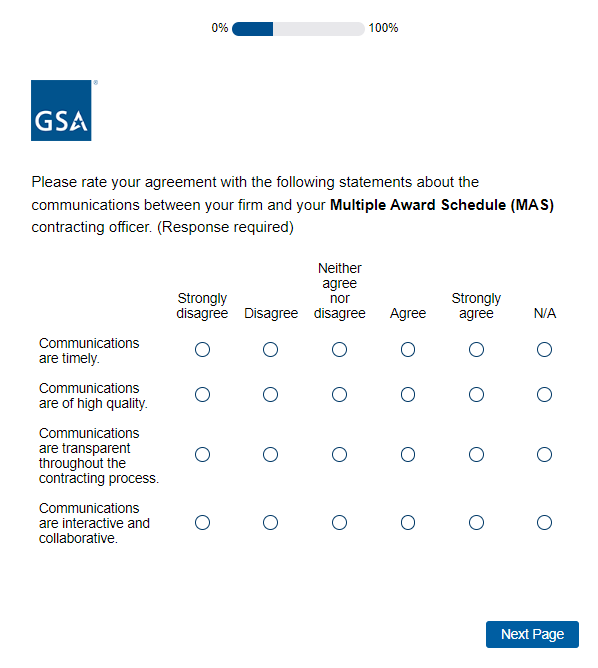 0% 100%
GSA
Please rate your agreement with the following statements about the
communications between your firm and your Multiple Award Schedule (MAS)
contracting officer. (Response required)
Strongly
disagree
Disagree
Neither
agree
nor
disagree
Agree
Strongly
agree
N/A
Communications
are timely.
Communications
are of high quality.
Communications
are transparent
throughout the
contracting process.
Communications
are interactive and
collaborative.
Next Page